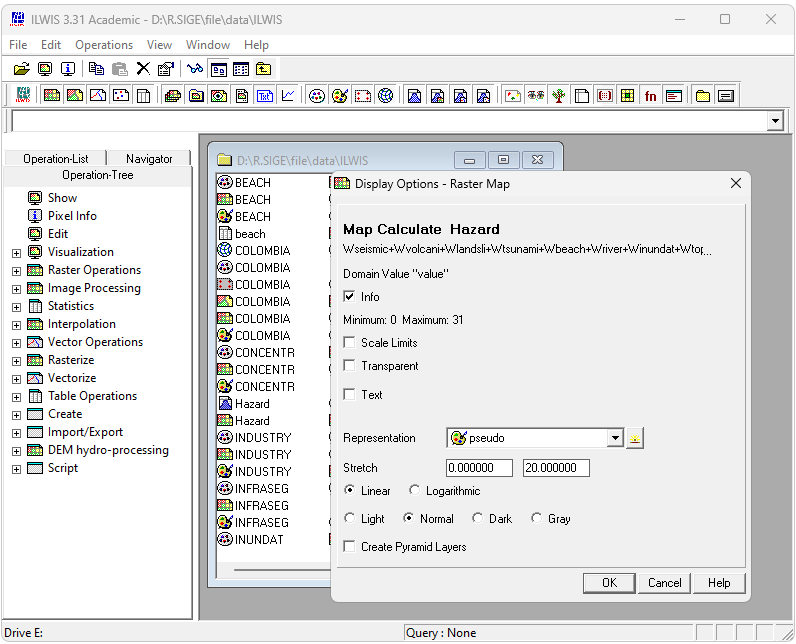 ILWIS 3.31 Academic - D:\R.SIGE\file\data\ILWIS
File Edit Operations View Window Help
Operation-List Navigator
Operation-Tree
Show
Pixel Info
Edit
Visualization
Raster Operations
Image Processing
Statistics
Interpolation
Vector Operations
Rasterize
Vectorize
Table Operations
Create
Import/Export
DEM hydro-processing
Script
D:\R.SIGE\file\data\ILWIS
BEACH
BEACH
BEACH
beach
COLOMBIA
COLOMBIA
COLOMBIA
COLOMBIA
COLOMBIA
COLOMBIA
CONCENTR
CONCENTR
CONCENTR
Hazard
Hazard
INDUSTRY
INDUSTRY
INDUSTRY
INFRASEG
INFRASEG
INFRASEG
INUNDAT
Display Options - Raster Map
Map Calculate Hazard
Wseismic+Wvolcani+Wlandsli+Wtsunami+Wbeach+Wriver+Winundat+Wtop...
Domain Value "value"
Info
Minimum: 0 Maximum: 31
Scale Limits
Transparent
Text
Representation pseudo
Stretch 0.000000 20.000000
Linear Logarithmic
Light Normal Dark Gray
Create Pyramid Layers
OK Cancel Help
Drive E: Query : None